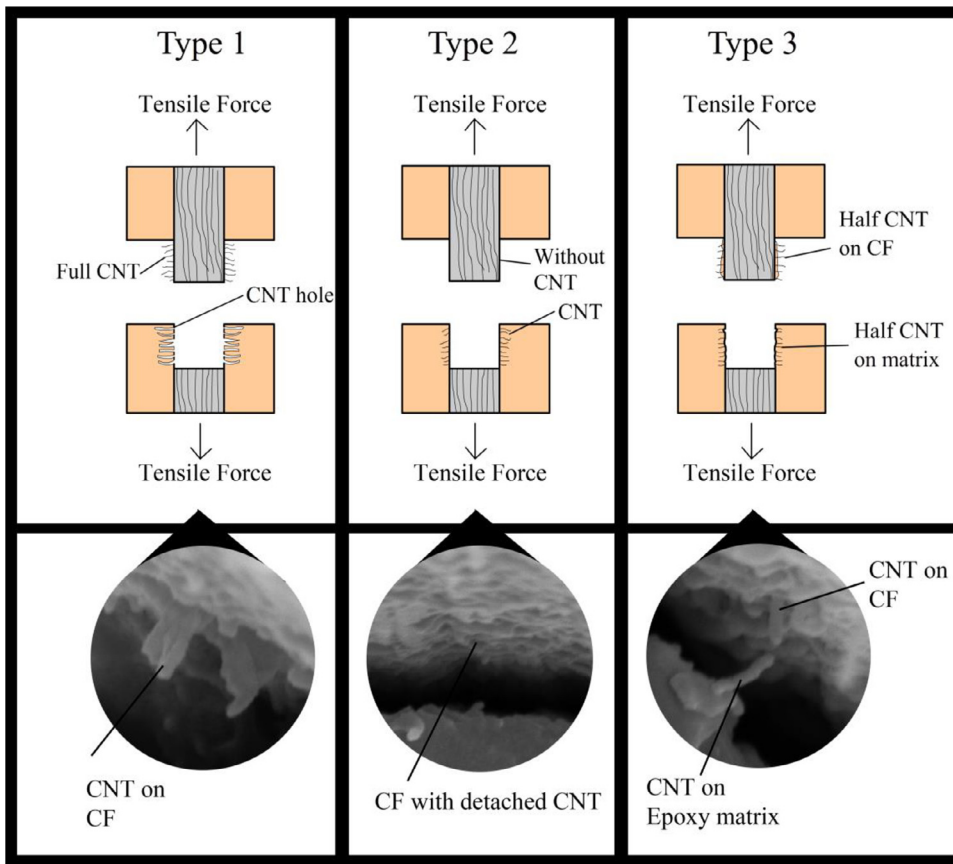 Type 1
Tensile Force
Full CNT
CNT hole
Tensile Force
CNT on
CF
Type 2
Tensile Force
Without
CNT
CNT
Tensile Force
CF with detached CNT
Type 3
Tensile Force
Half CNT
on CF
Half CNT
on matrix
Tensile Force
CNT on
CF
CNT on
Epoxy matrix